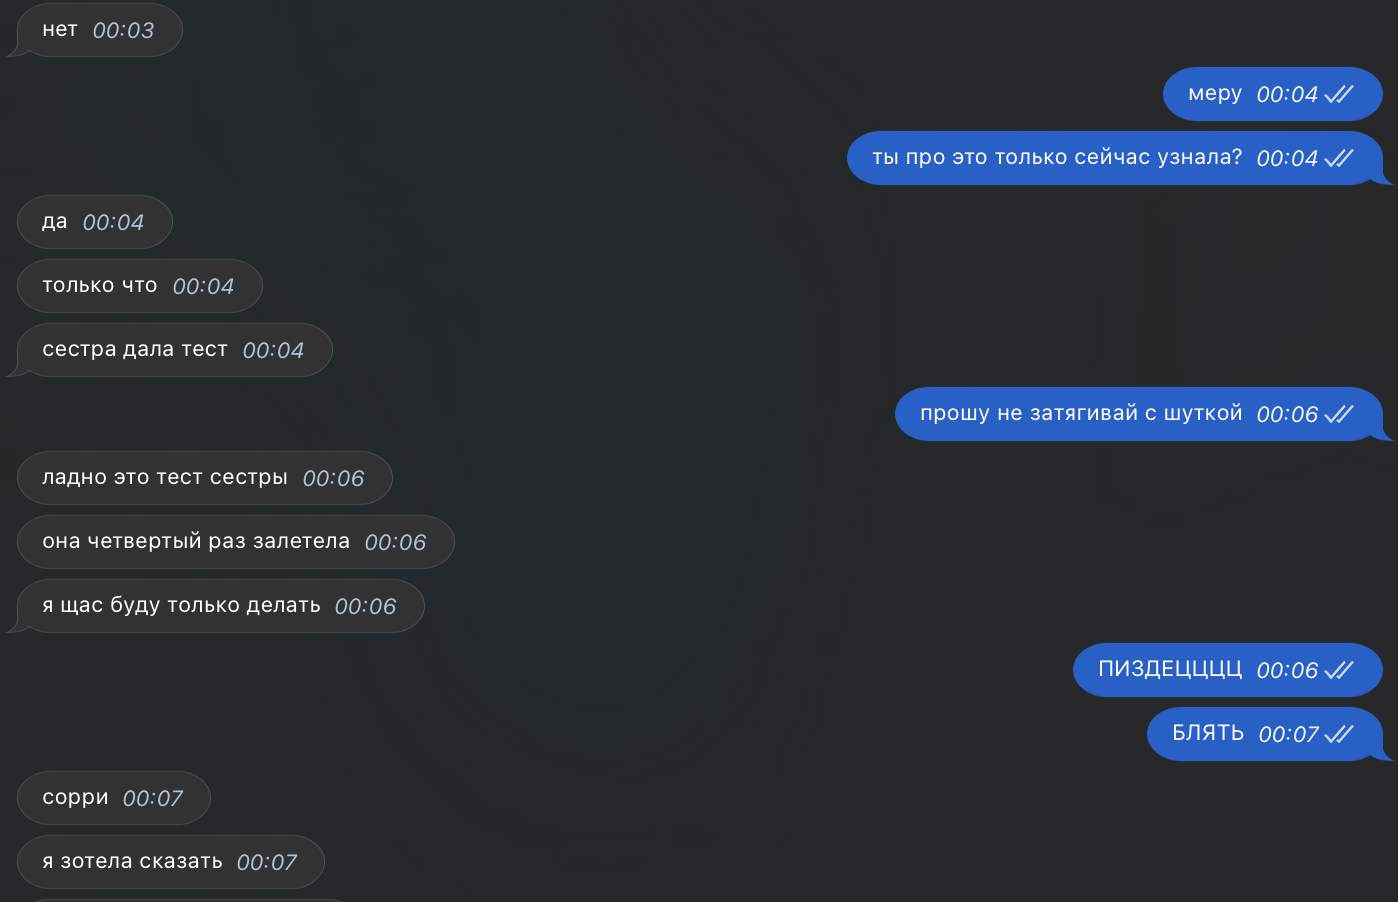 нет 00:03
меру 00:04
ты про это только сейчас узнала? 00:04
да 00:04
только что 00:04
сестра дала тест 00:04
прошу не затягивай с шуткой 00:06
ладно это тест сестры 00:06
она четвертый раз залетела 00:06
я щас буду только делать 00:06
ПИЗДЕЦЦЦЦ 00:06
БЛЯТЬ 00:07
сорри 00:07
я зотела сказать 00:07